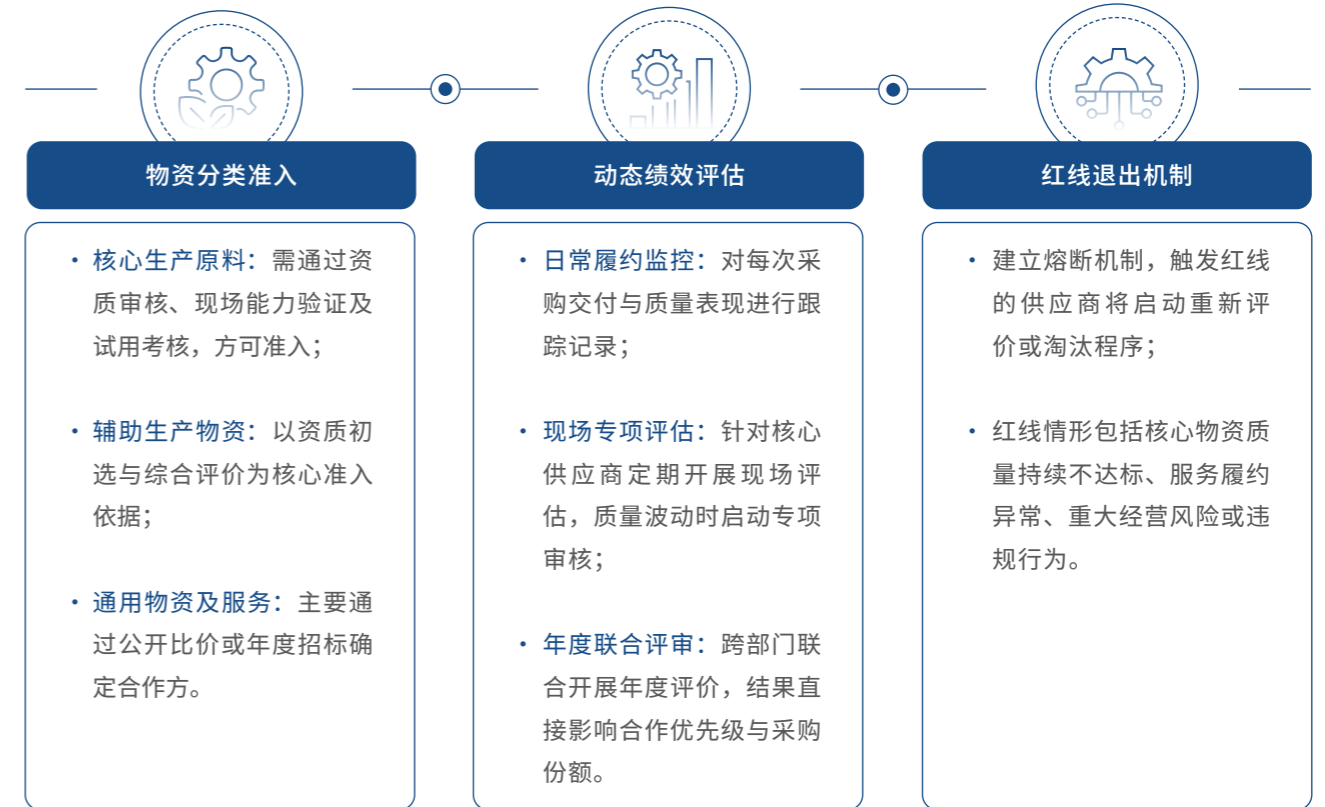 物资分类准入
• 核心生产原料：需通过资
质审核、现场能力验证及
试用考核，方可准入；
• 辅助生产物资：以资质初
选与综合评价为核心准入
依据；
• 通用物资及服务：主要通
过公开比价或年度招标确
定合作方。
动态绩效评估
• 日常履约监控：对每次采
购交付与质量表现进行跟
踪记录；
• 现场专项评估：针对核心
供应商定期开展现场评
估，质量波动时启动专项
审核；
• 年度联合评审：跨部门联
合开展年度评价，结果直
接影响合作优先级与采购
份额。
红线退出机制
• 建立熔断机制，触发红线
的供应商将启动重新评
价或淘汰程序；
• 红线情形包括核心物资质
量持续不达标、服务履约
异常、重大经营风险或违
规行为。